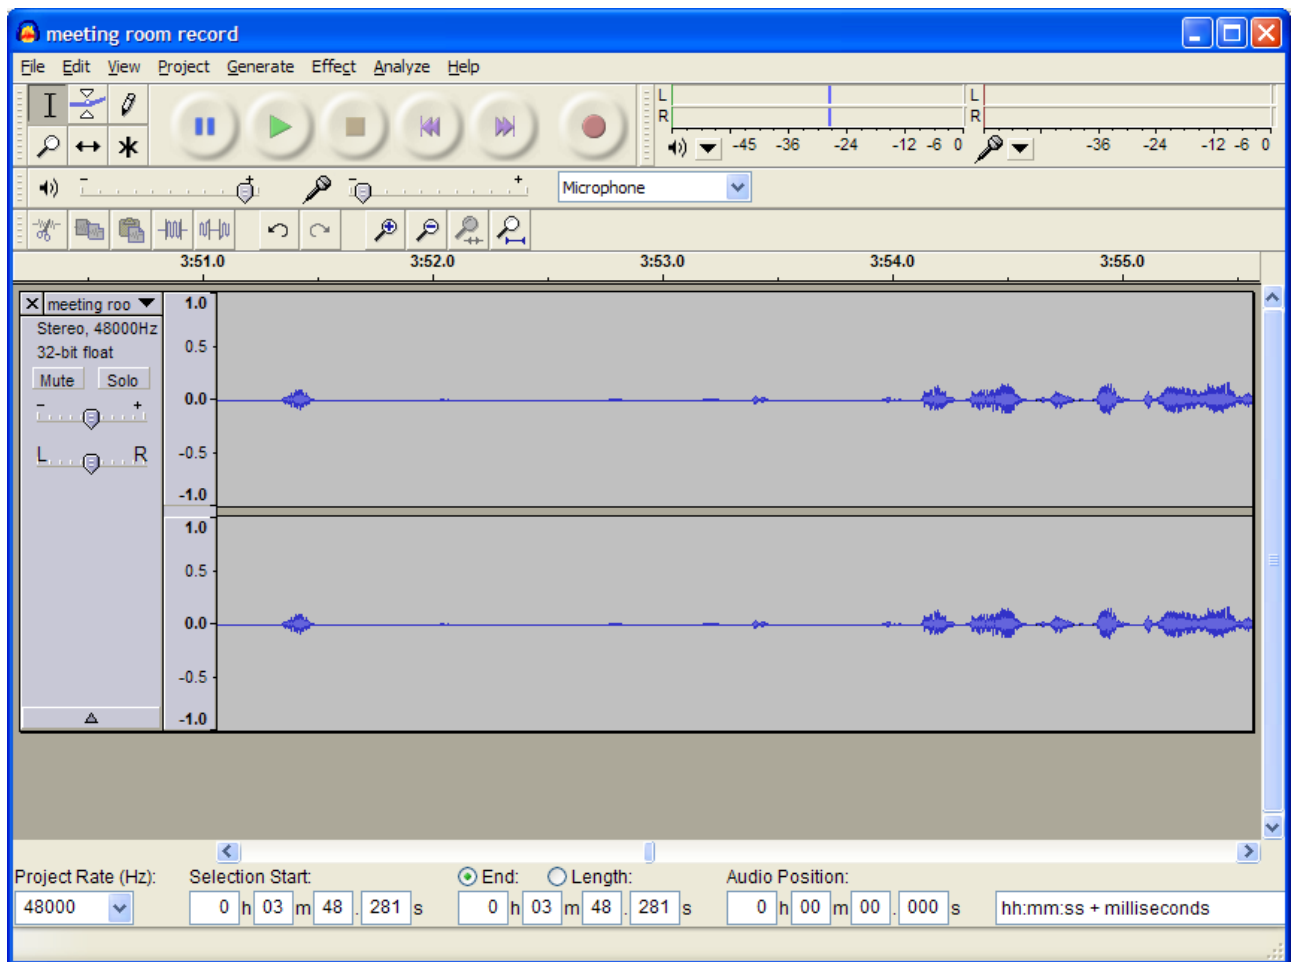 meeting room record
File Edit View Project Generate Effect Analyze Help
L L
R R
-45 -36 -24 -12 -6 0 -36 -24 -12 -6 0
- + - + Microphone
3:51.0 3:52.0 3:53.0 3:54.0 3:55.0
X meeting roo 1.0
Stereo, 48000Hz
32-bit float 0.5
Mute Solo
- + 0.0
L R -0.5
-1.0
1.0
0.5
0.0
-0.5
-1.0
Project Rate (Hz): Selection Start: End: Length: Audio Position:
48000 0 h 03 m 48 . 281 s 0 h 03 m 48 . 281 s 0 h 00 m 00 . 000 s hh:mm:ss + milliseconds